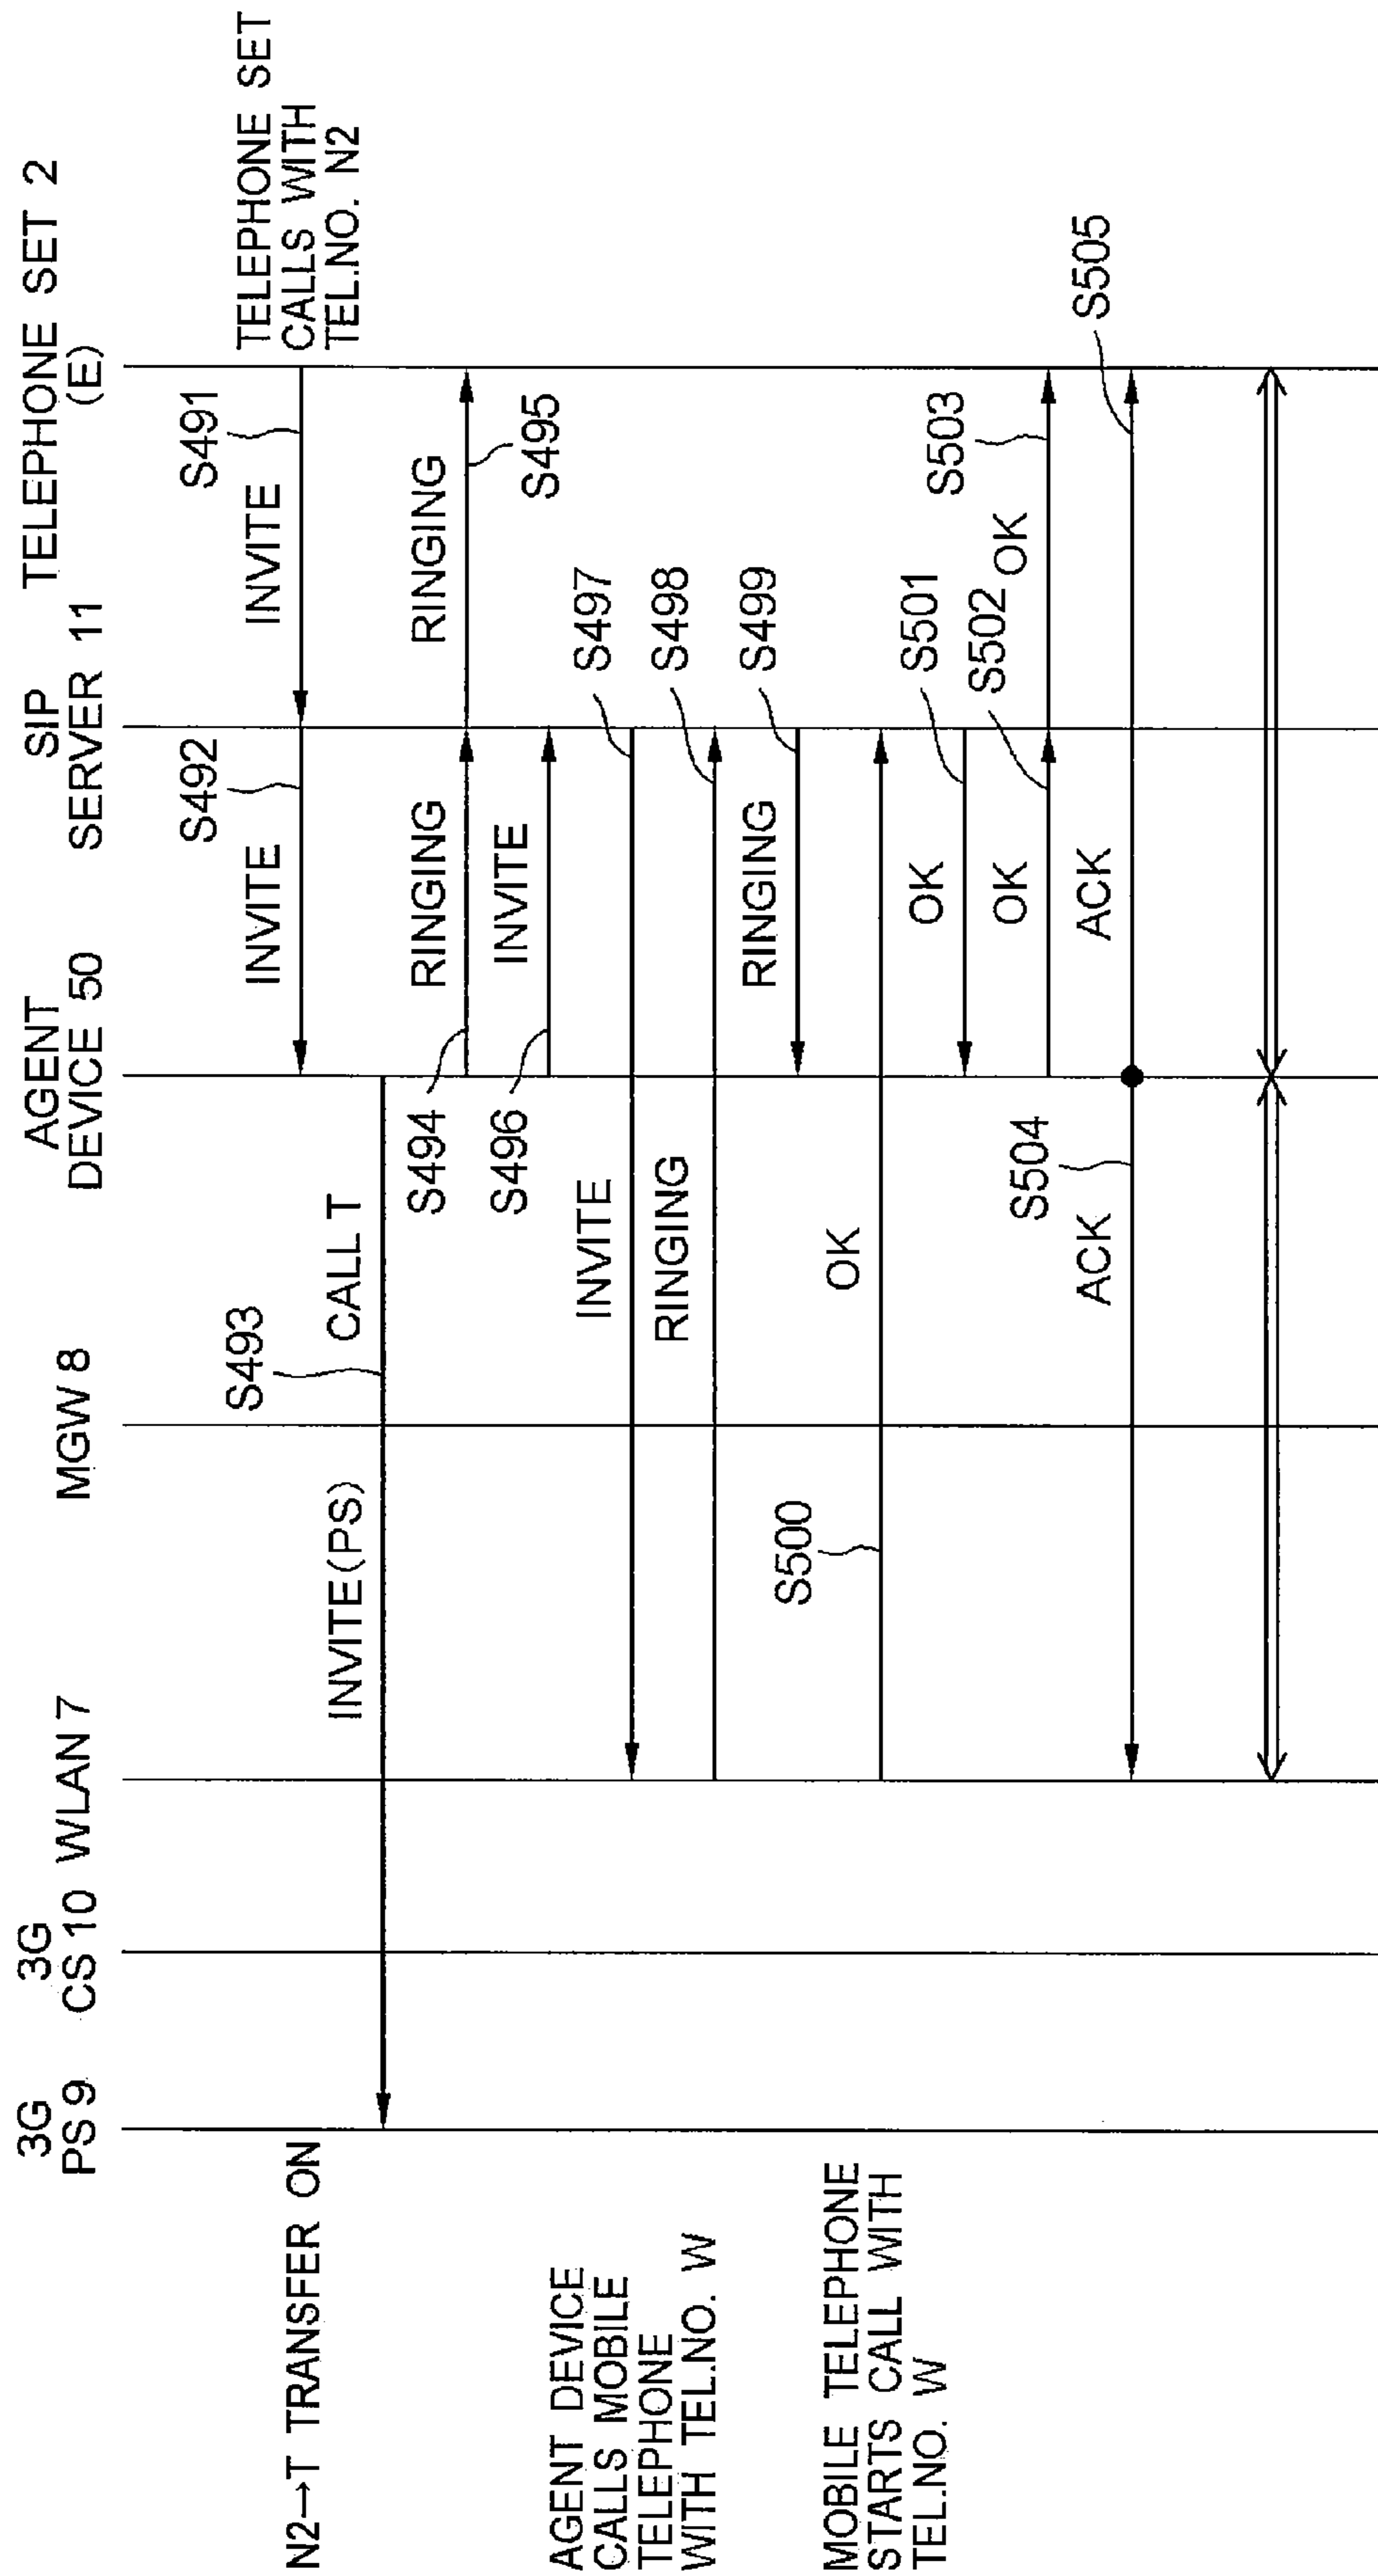 3G
PS 9
3G
CS 10
WLAN 7
MGW 8
AGENT
DEVICE 50
SIP
SERVER 11
TELEPHONE SET 2
(E)
N2→T TRANSFER ON
INVITE
S492
INVITE
S491
TELEPHONE SET
CALLS WITH
TEL.NO. N2
INVITE(PS)
S493
CALL T
S494
RINGING
RINGING
S495
AGENT DEVICE
CALLS MOBILE
TELEPHONE
WITH TEL.NO. W
S496
INVITE
INVITE
S497
RINGING
S498
RINGING
S499
MOBILE TELEPHONE
STARTS CALL WITH
TEL.NO. W
S500
OK
OK
S501
OK
S502
OK
S503
ACK
S504
ACK
S505